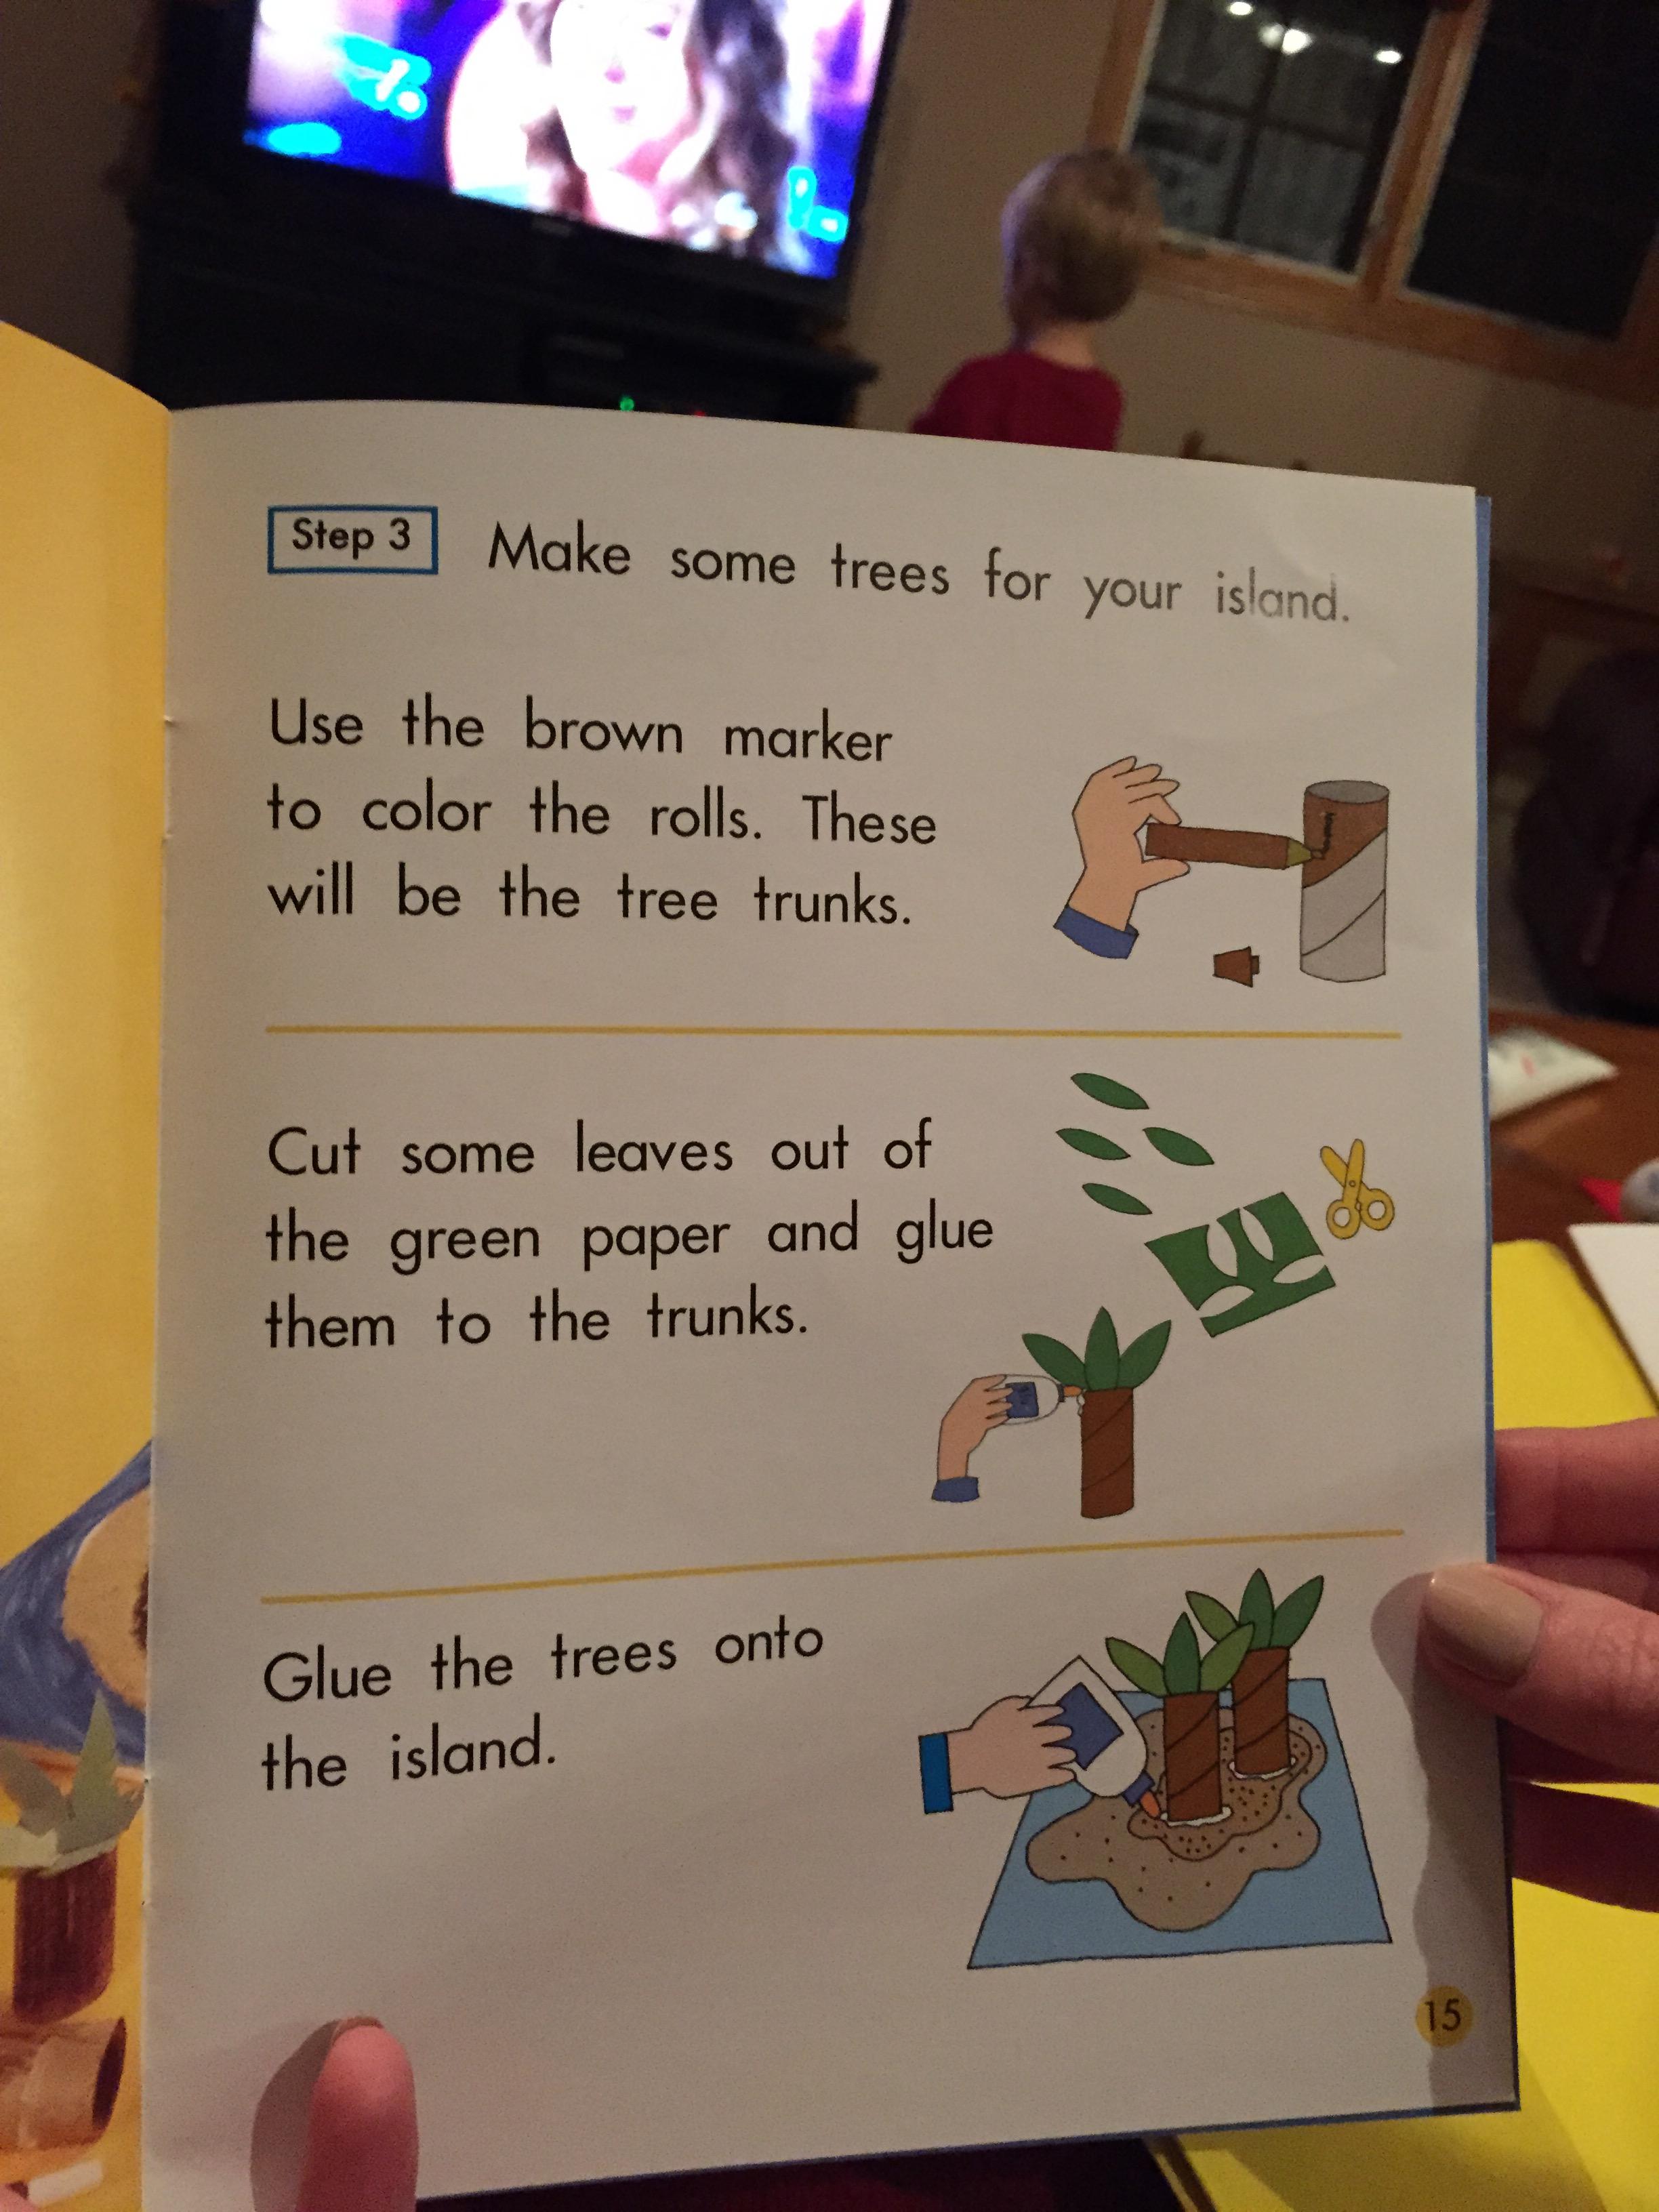 Step 3 Make some trees for your island.
Use the brown marker
to color the rolls. These
will be the tree trunks.
Cut some leaves out of
the green paper and glue
them to the trunks.
Glue the trees onto
the island.
15